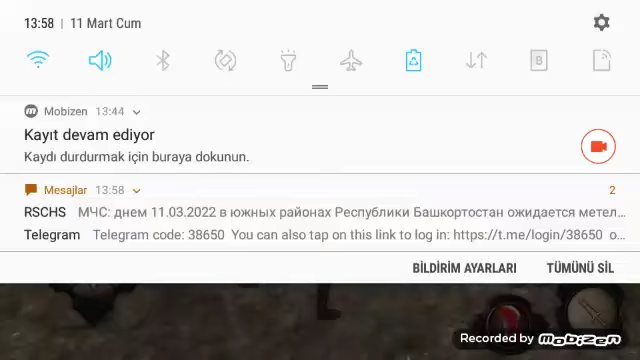 13:58 | 11 Mart Cum
B
Mobizen 13:44
Kayıt devam ediyor
Kaydı durdurmak için buraya dokunun.
Mesajlar 13:58 2
RSCHS МЧС: днем 11.03.2022 в южных районах Республики Башкортостан ожидается метел...
Telegram Telegram code: 38650 You can also tap on this link to log in: https://t.me/login/38650 o...
BİLDİRİM AYARLARI TÜMÜNÜ SİL
Recorded by MOBIZEN